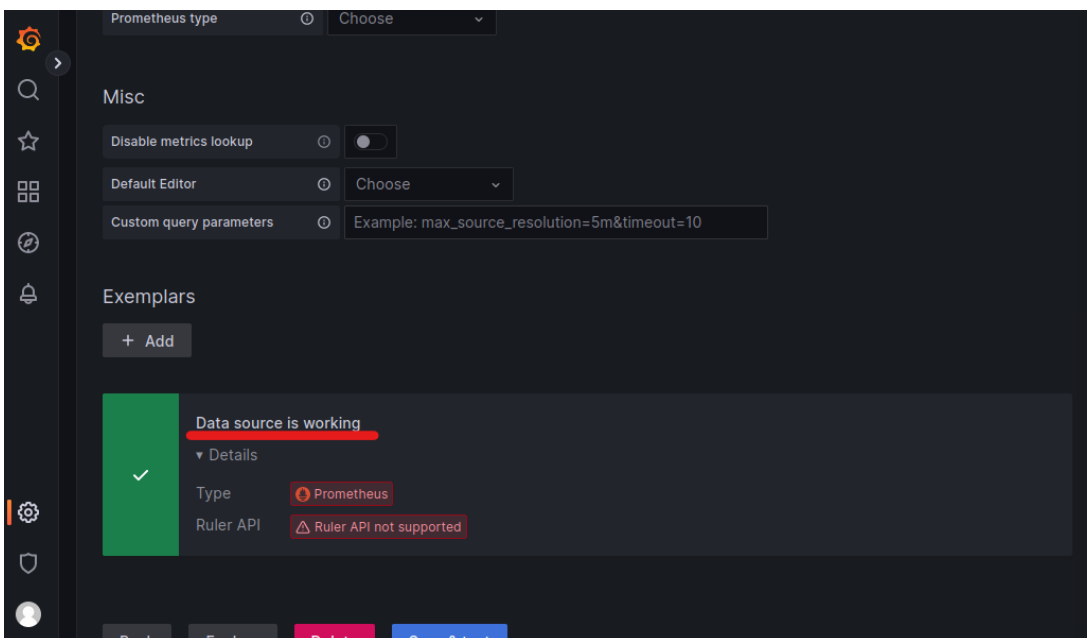 Prometheus type Choose
Misc
Disable metrics lookup
Default Editor Choose
Custom query parameters Example: max_source_resolution=5m&timeout=10
Exemplars
+ Add
Data source is working
Details
Type Prometheus
Ruler API Ruler API not supported